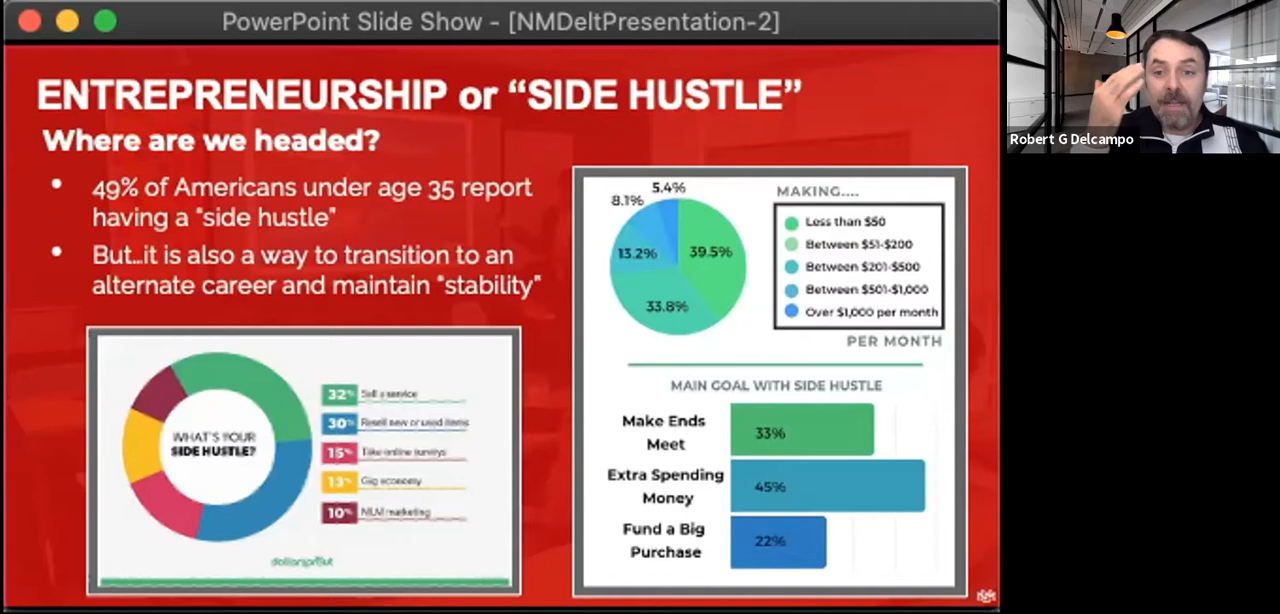 PowerPoint Slide Show - [NMDeltPresentation-2]
ENTREPRENEURSHIP or “SIDE HUSTLE”
Where are we headed?
• 49% of Americans under age 35 report
having a “side hustle”
• But...it is also a way to transition to an
alternate career and maintain “stability”
WHAT'S YOUR
SIDE HUSTLE?
32% Sell a service
30% Resell new or used items
15% Take online surveys
13% Gig economy
10% MLM marketing
dollarsprout
5.4%
8.1%
13.2%
39.5%
33.8%
MAKING....
Less than $50
Between $51-$200
Between $201-$500
Between $501-$1,000
Over $1,000 per month
PER MONTH
MAIN GOAL WITH SIDE HUSTLE
Make Ends
Meet
33%
Extra Spending
Money
45%
Fund a Big
Purchase
22%
Robert G Delcampo